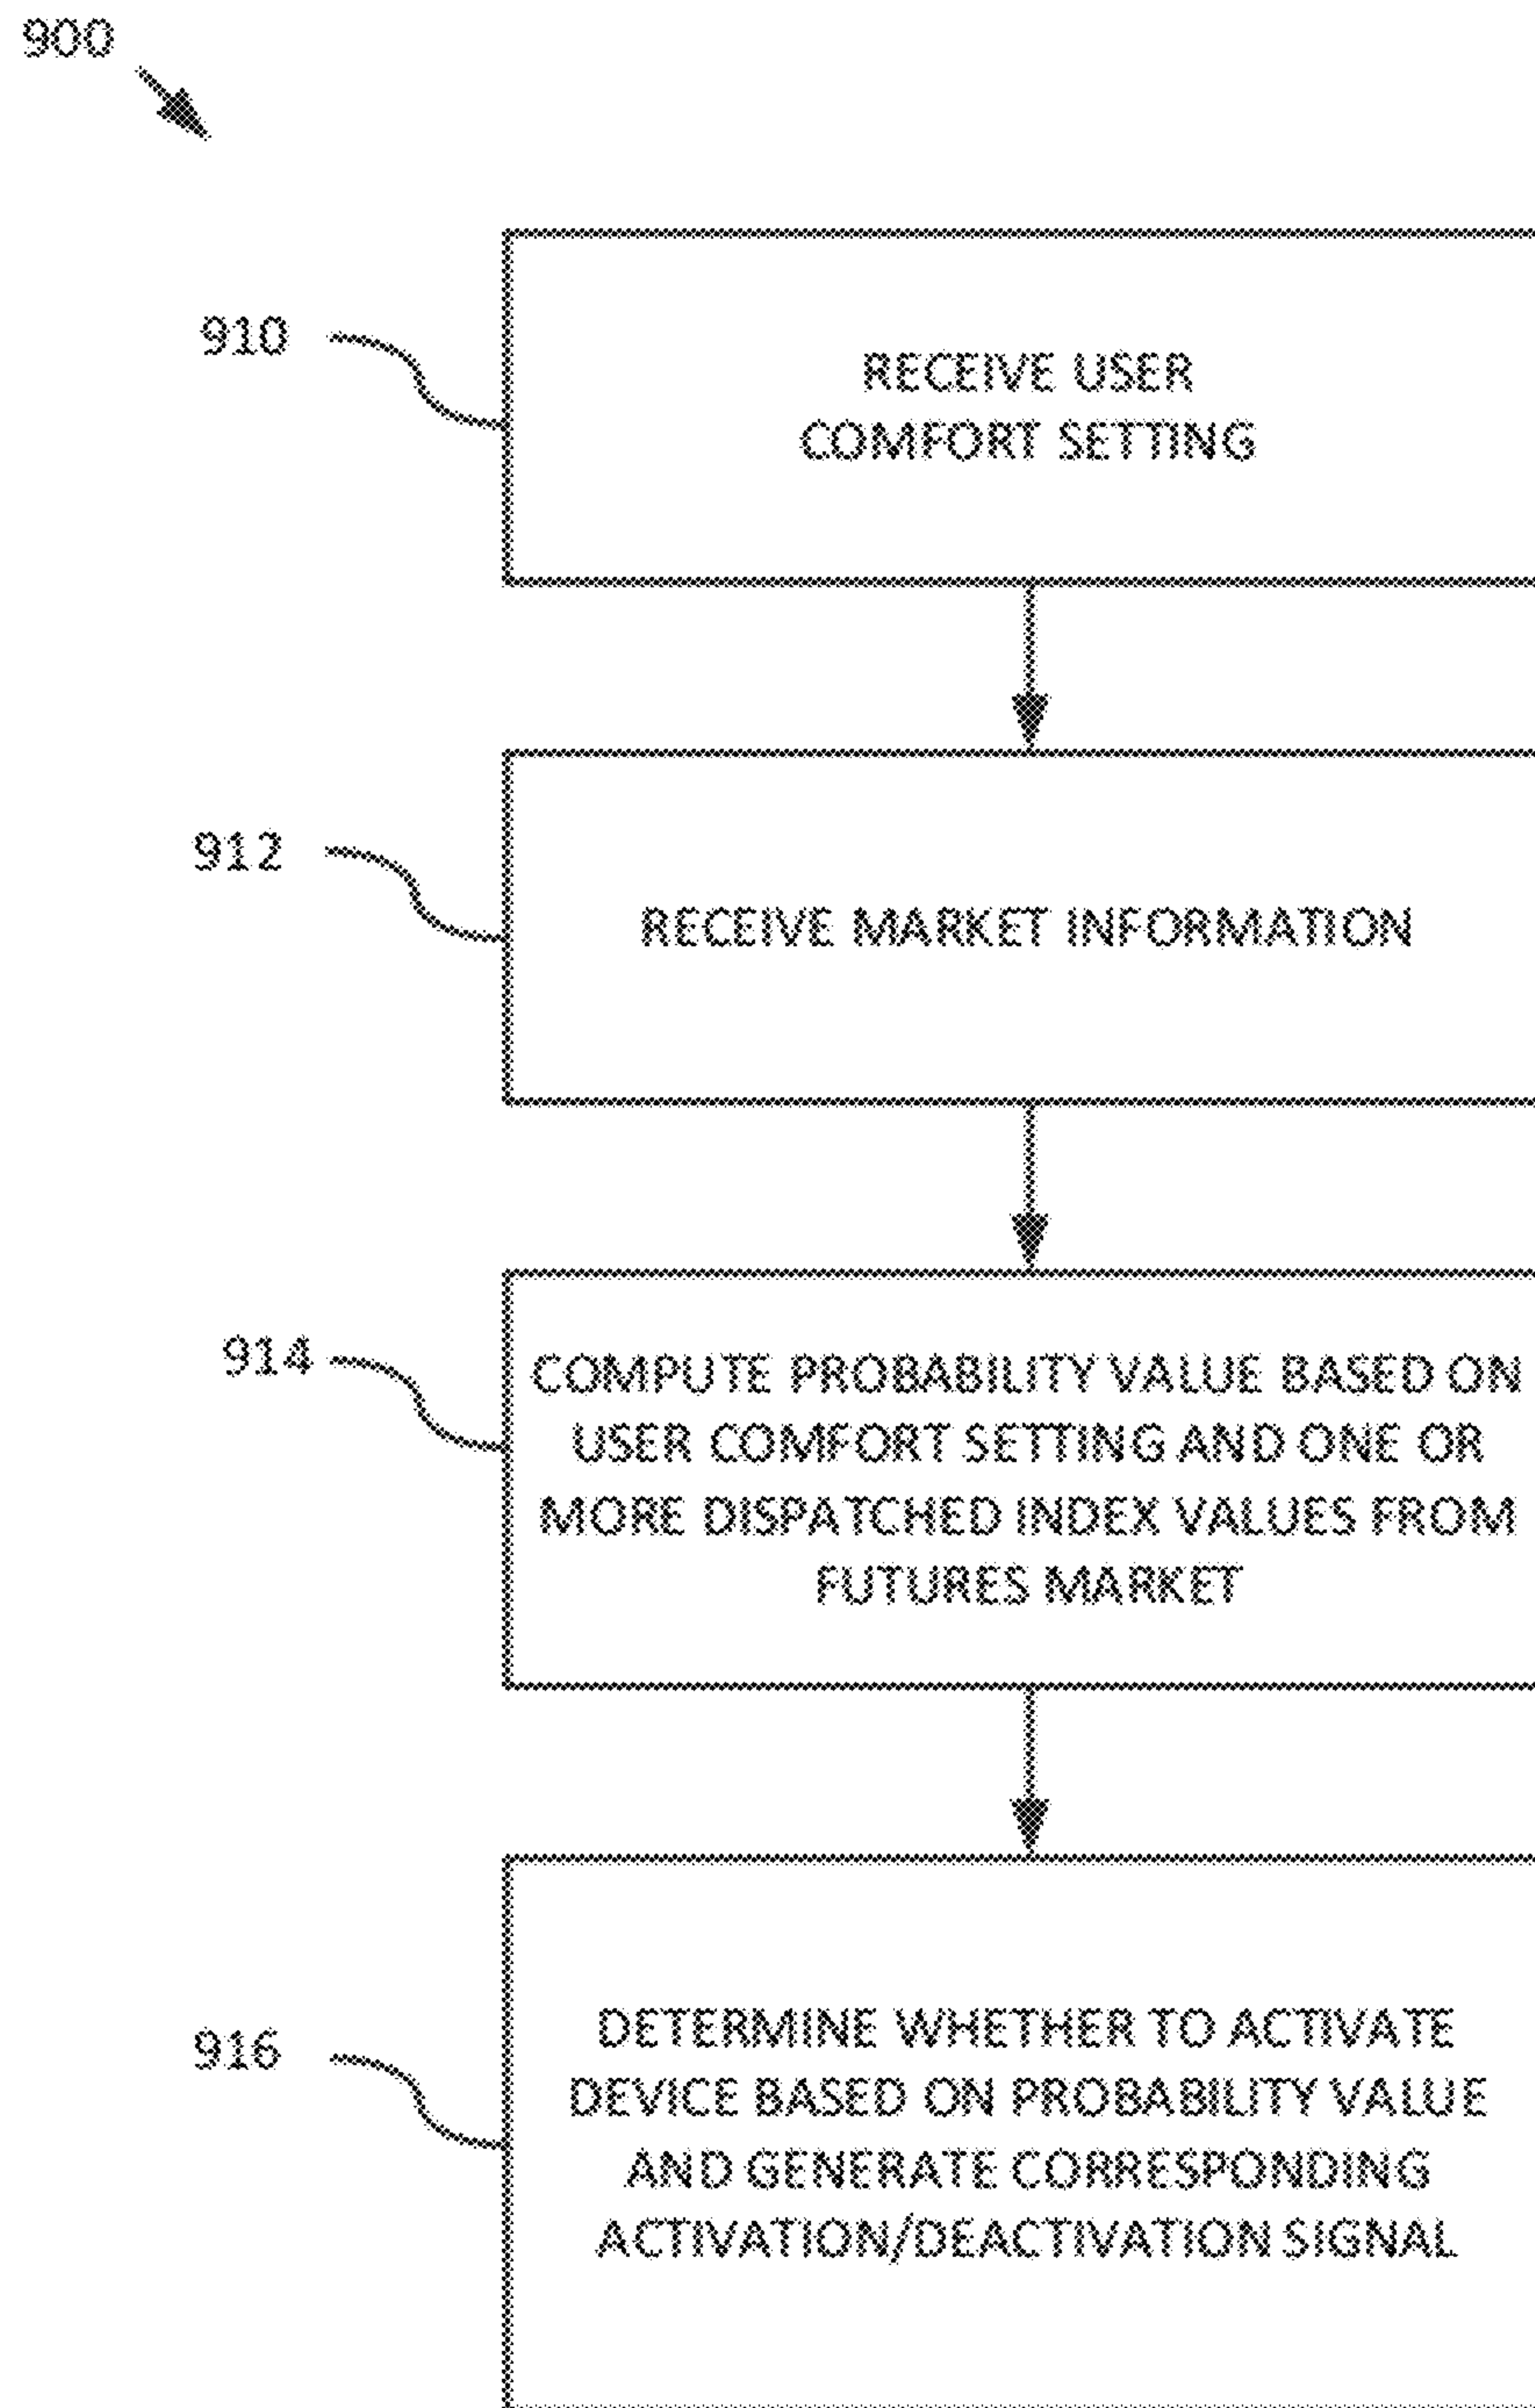 900
910
RECEIVE USER
COMFORT SETTING
912
RECEIVE MARKET INFORMATION
914
COMPUTE PROBABILITY VALUE BASED ON
USER COMFORT SETTING AND ONE OR
MORE DISPATCHED INDEX VALUES FROM
FUTURES MARKET
916
DETERMINE WHETHER TO ACTIVATE
DEVICE BASED ON PROBABILITY VALUE
AND GENERATE CORRESPONDING
ACTIVATION/DEACTIVATION SIGNAL